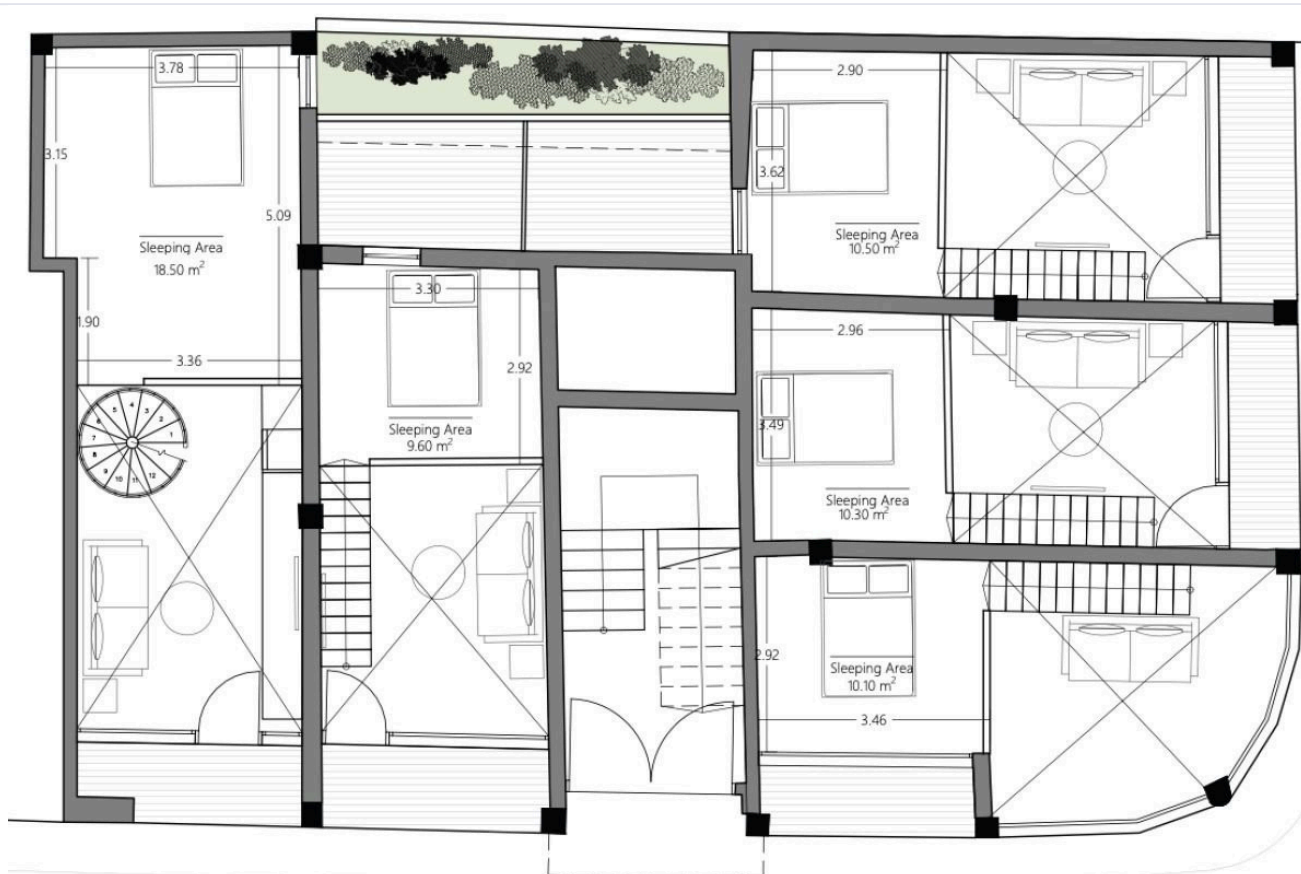 3.78
3.15
5.09
Sleeping Area
18.50 m²
1.90
3.36
1
2
3
4
5
6
7
8
9
10
11
12
3.30
2.92
Sleeping Area
9.60 m²
2.90
3.62
Sleeping Area
10.50 m²
2.96
3.49
Sleeping Area
10.30 m²
2.92
Sleeping Area
10.10 m²
3.46